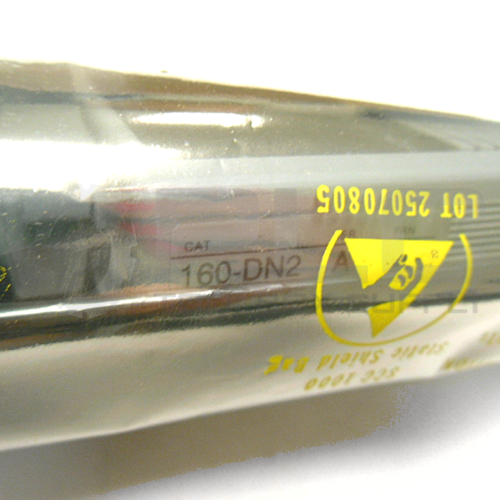 LOT 25070805
CAT
160-DN2 A
SCC 1000
Static Shield Bag